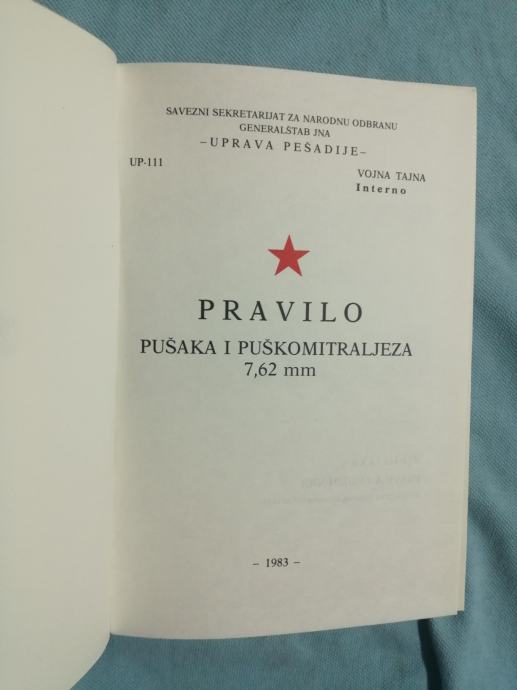 SAVEZNI SEKRETARIJAT ZA NARODNU ODBRANU
GENERALŠTAB JNA
–UPRAVA PEŠADIJE–
UP-111
VOJNA TAJNA
Interno
PRAVILO
PUŠAKA I PUŠKOMITRALJEZA
7,62 mm
– 1983 –